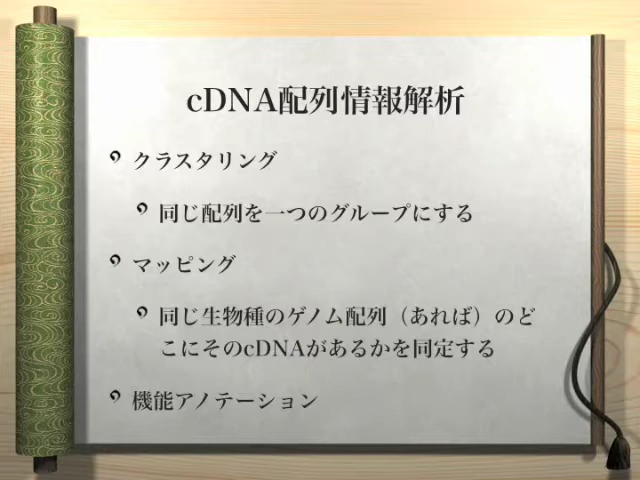 cDNA配列情報解析
クラスタリング
同じ配列を一つのグループにする
マッピング
同じ生物種のゲノム配列（あれば）のど
こにそのcDNAがあるかを同定する
機能アノテーション